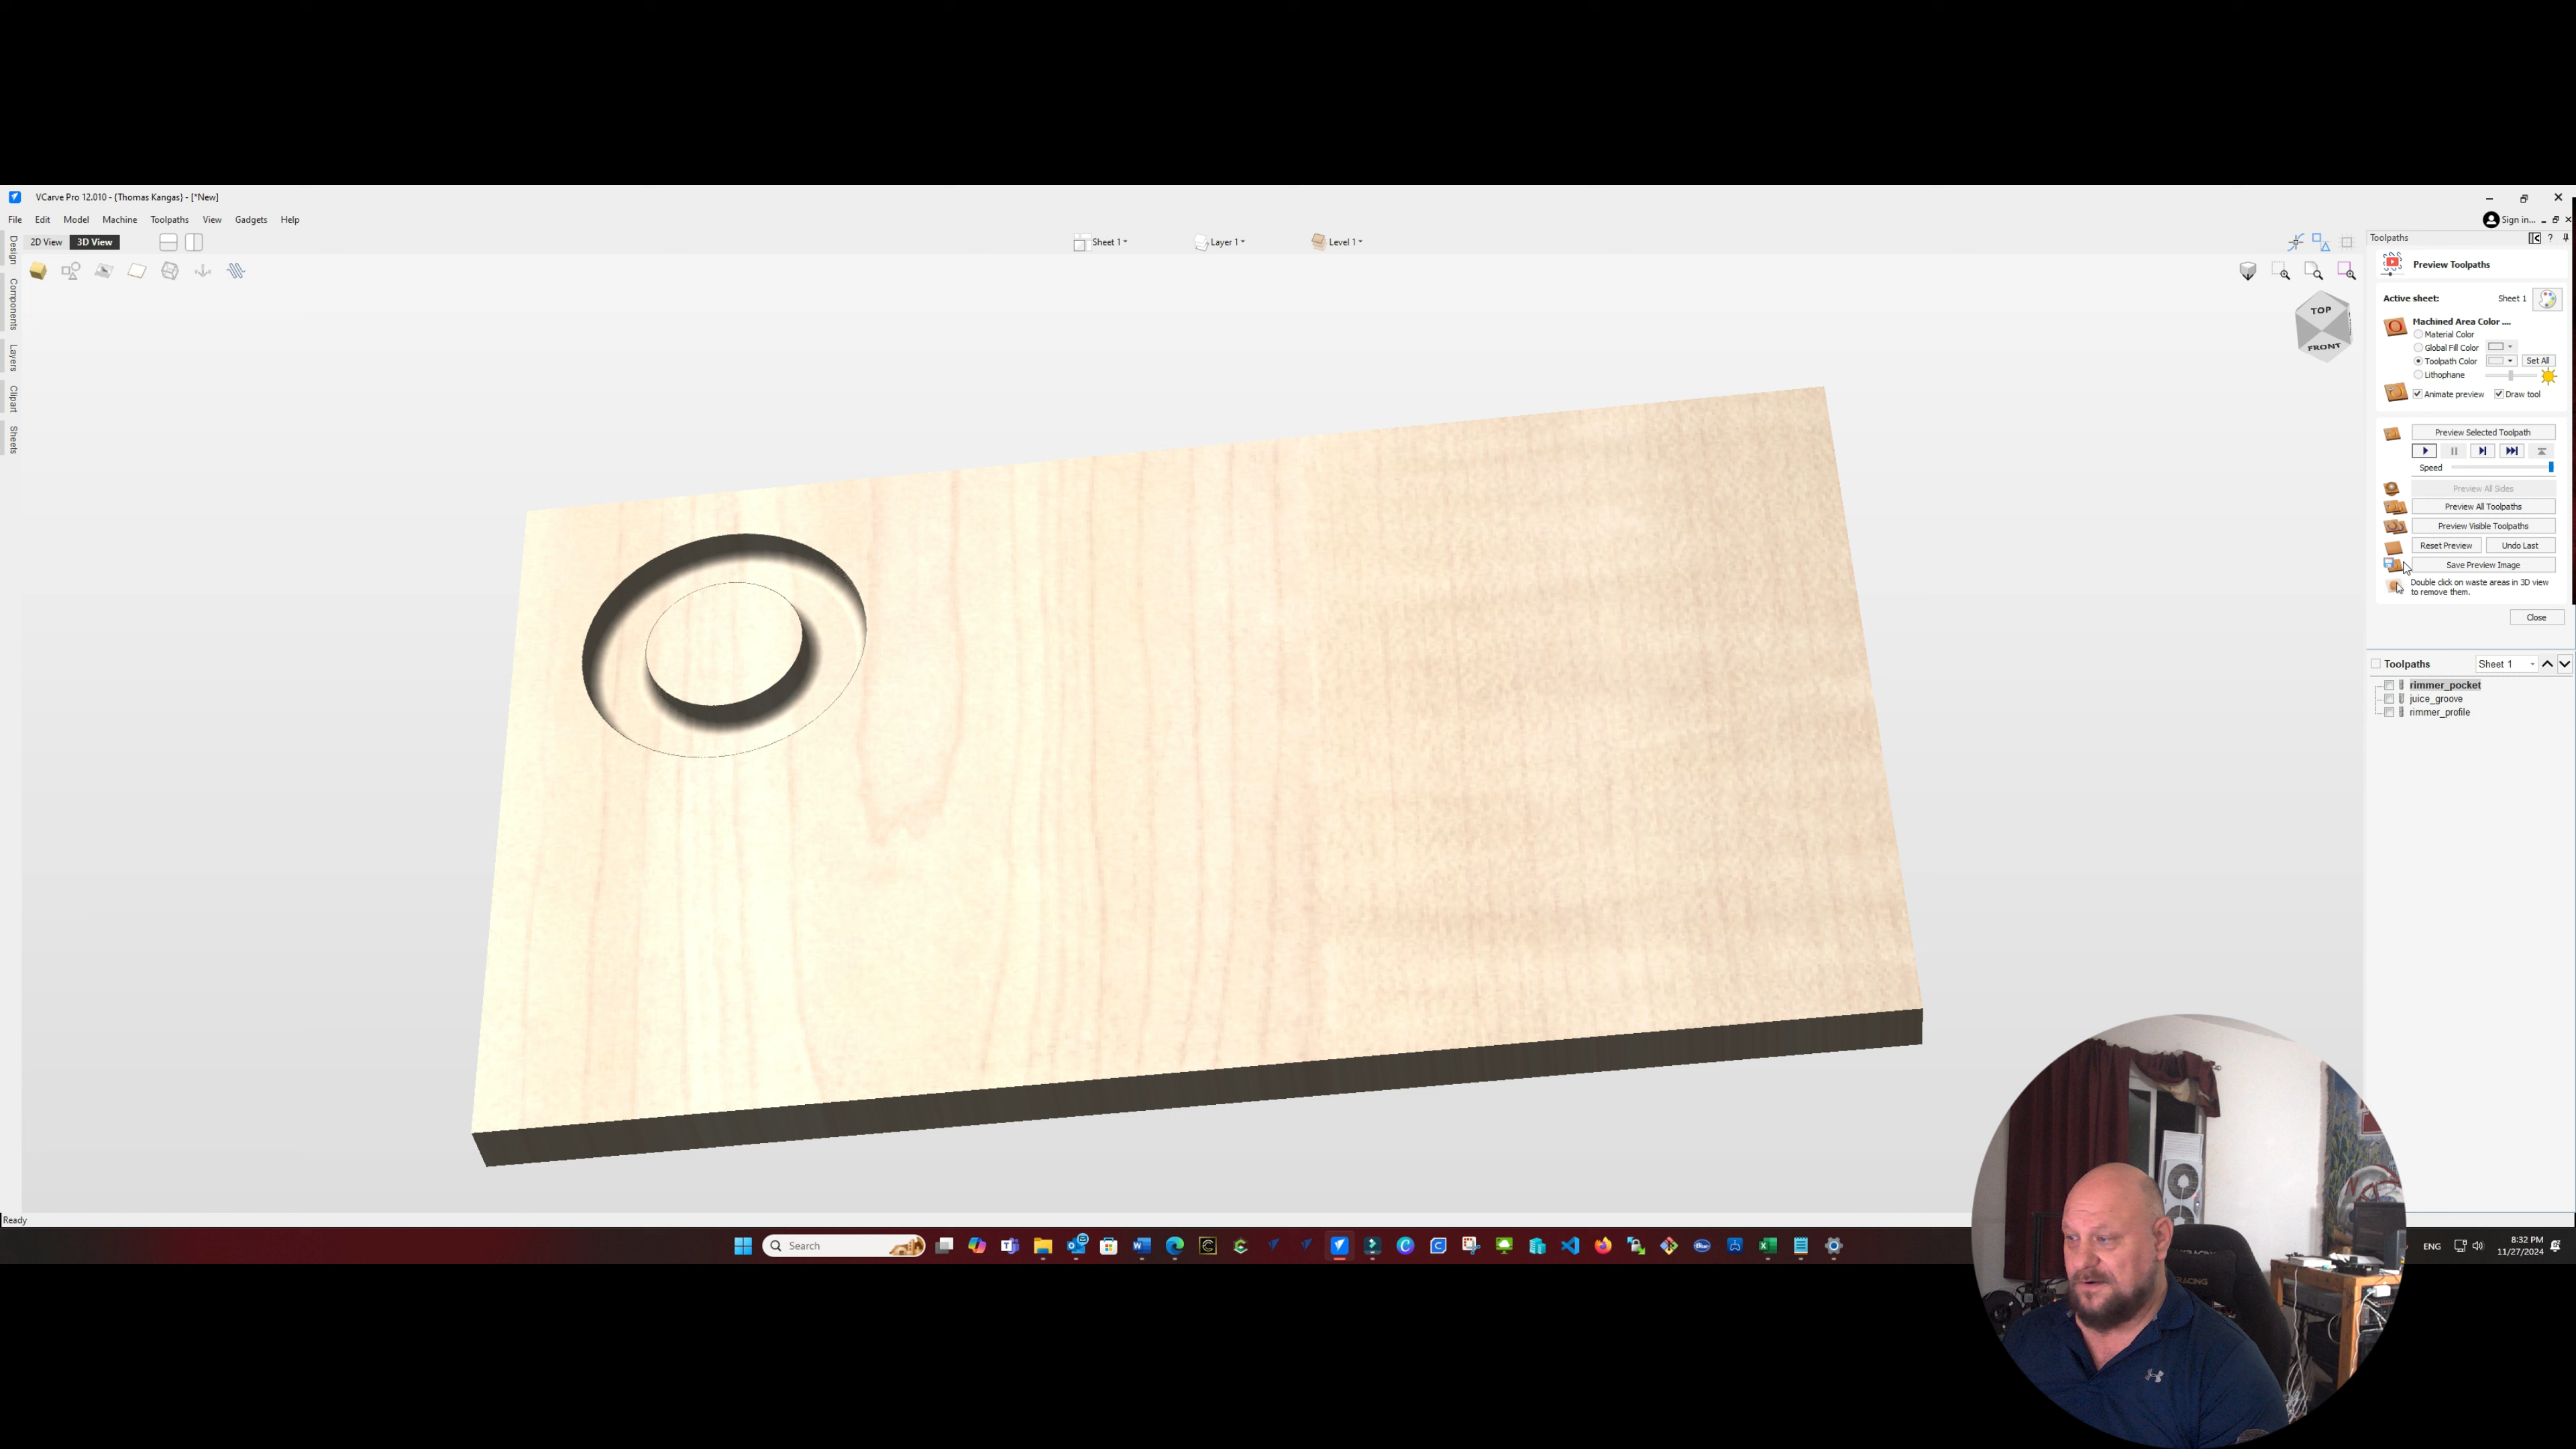 VCarve Pro 12.010 - {Thomas Kangas} - [*New]
File Edit Model Machine Toolpaths View Gadgets Help
Sign in...
2D View 3D View
Sheet 1
Layer 1
Level 1
Design
Components
Layers
Clipart
Sheets
TOP
FRONT
Toolpaths
Preview Toolpaths
Active sheet: Sheet 1
Machined Area Color ....
Material Color
Global Fill Color
Toolpath Color Set All
Lithophane
Animate preview Draw tool
Preview Selected Toolpath
Speed
Preview All Sides
Preview All Toolpaths
Preview Visible Toolpaths
Reset Preview Undo Last
Save Preview Image
Double click on waste areas in 3D view
to remove them.
Close
Toolpaths Sheet 1
rimmer_pocket
juice_groove
rimmer_profile
Ready
Search
ENG
8:32 PM
11/27/2024
RACING